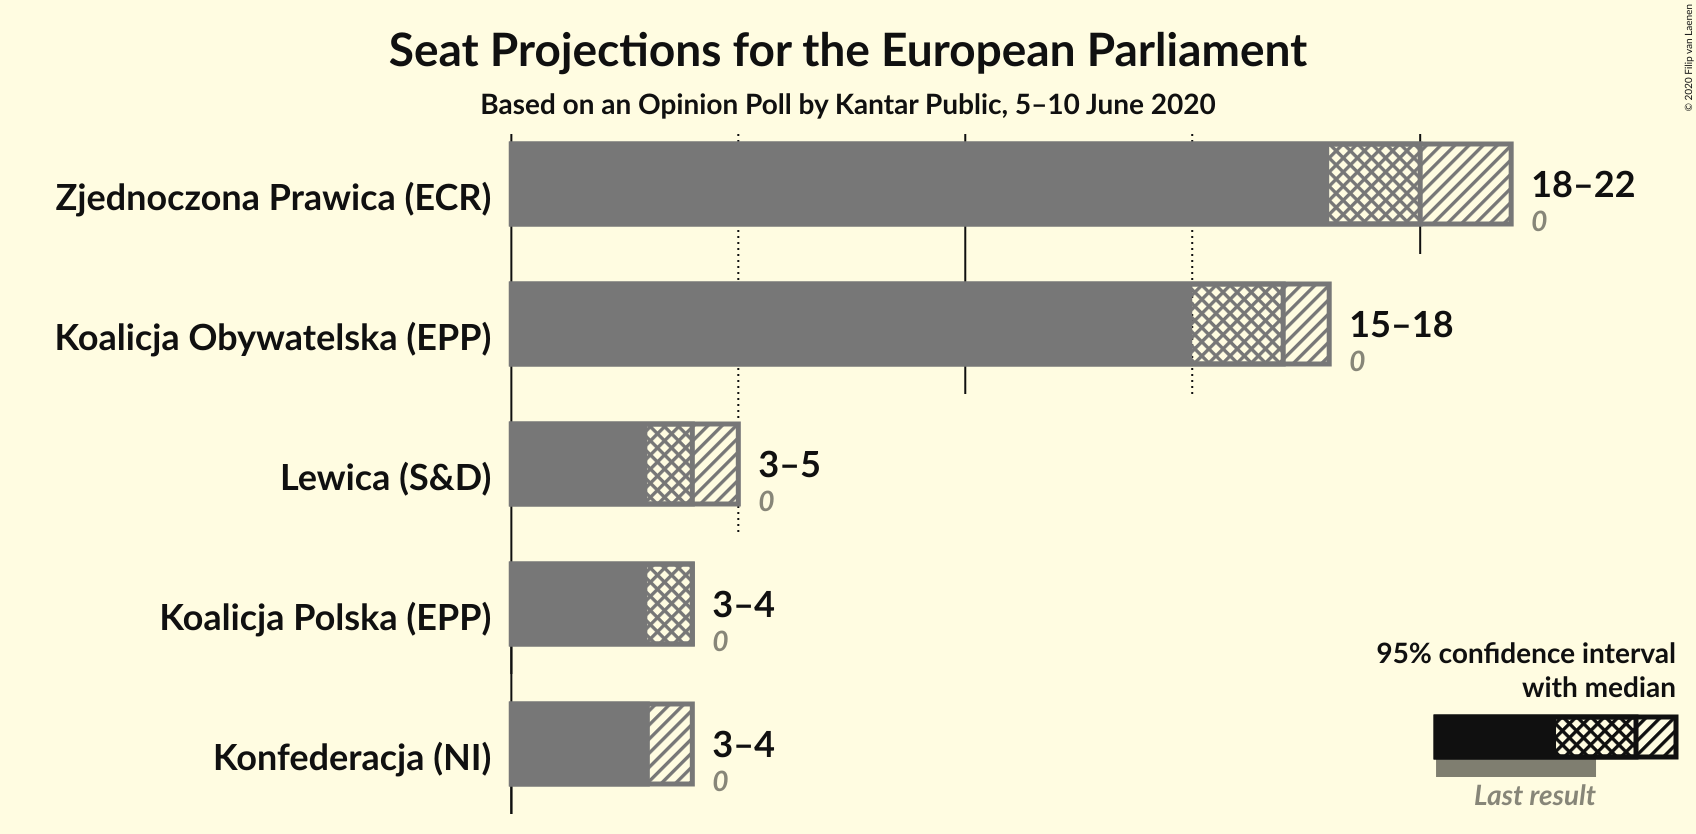 Seat Projections for the European Parliament
Based on an Opinion Poll by Kantar Public, 5–10 June 2020
© 2020 Filip van Laenen
Zjednoczona Prawica (ECR)
18–22
0
Koalicja Obywatelska (EPP)
15–18
0
Lewica (S&D)
3–5
0
Koalicja Polska (EPP)
3–4
0
Konfederacja (NI)
3–4
0
95% confidence interval
with median
Last result